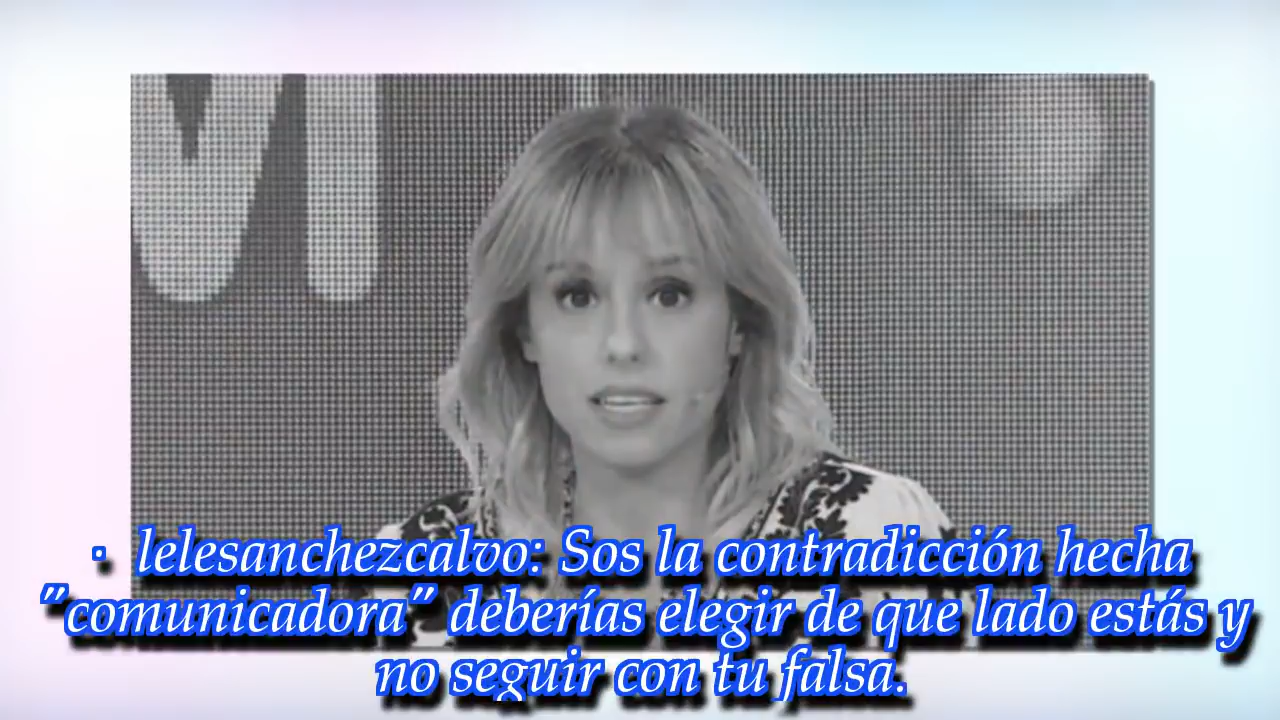 · lelesanchezcalvo: Sos la contradicción hecha
"comunicadora" deberías elegir de que lado estás y
no seguir con tu falsa.